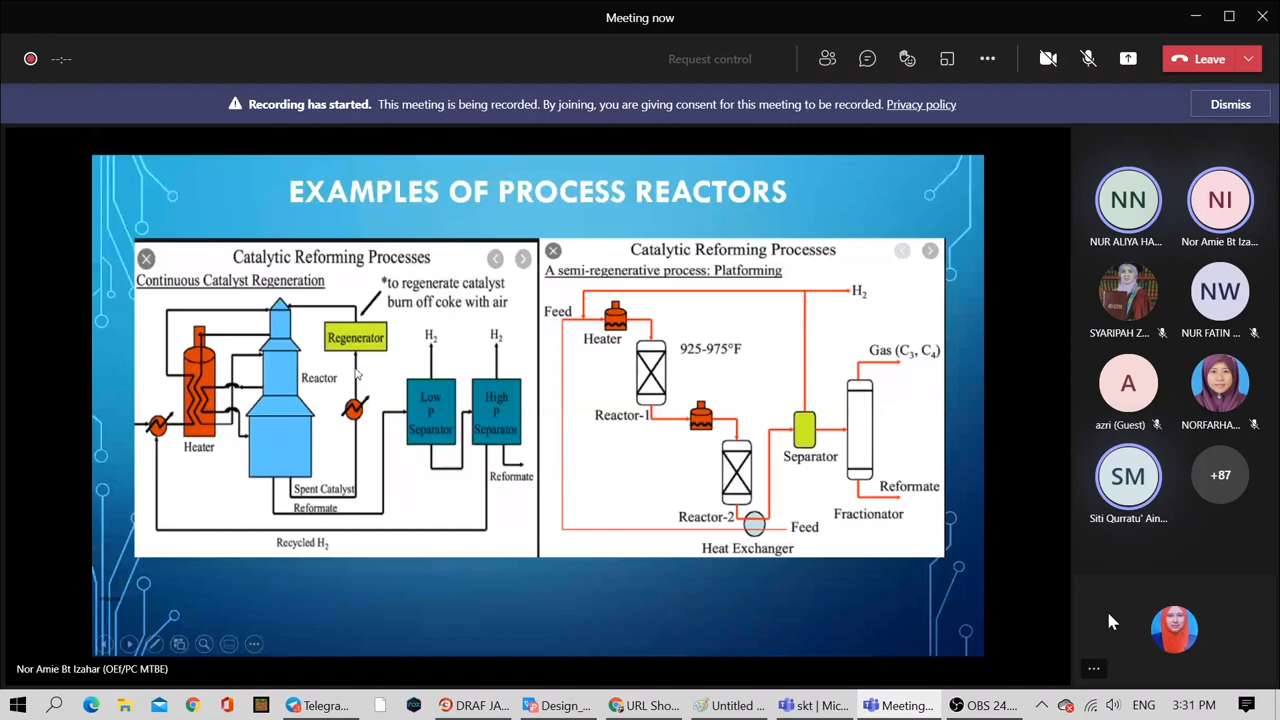 Meeting now
--:--
Request control
Leave
Recording has started. This meeting is being recorded. By joining, you are giving consent for this meeting to be recorded. Privacy policy
Dismiss
EXAMPLES OF PROCESS REACTORS
Catalytic Reforming Processes
Continuous Catalyst Regeneration
*to regenerate catalyst
burn off coke with air
Regenerator
H2
H2
Reactor
Low
P
Separator
High
P
Separator
Heater
Reformate
Spent Catalyst
Reformate
Recycled H2
Catalytic Reforming Processes
A semi-regenerative process: Platforming
H2
Feed
Heater
925-975°F
Gas (C3, C4)
Reactor-1
Separator
Reformate
Reactor-2
Feed
Fractionator
Heat Exchanger
NN
NUR ALIYA HA...
NI
Nor Amie Bt Iza...
SYARIPAH Z...
NW
NUR FATIN ...
A
azri (Guest)
NORFARHA...
SM
Siti Qurratu' Ain...
+87
Nor Amie Bt Izahar (OEf/PC MTBE)
Telegra...
DRAF JA...
Design_...
URL Sho...
Untitled ...
skt | Micr...
Meeting...
OBS 24....
ENG
3:31 PM